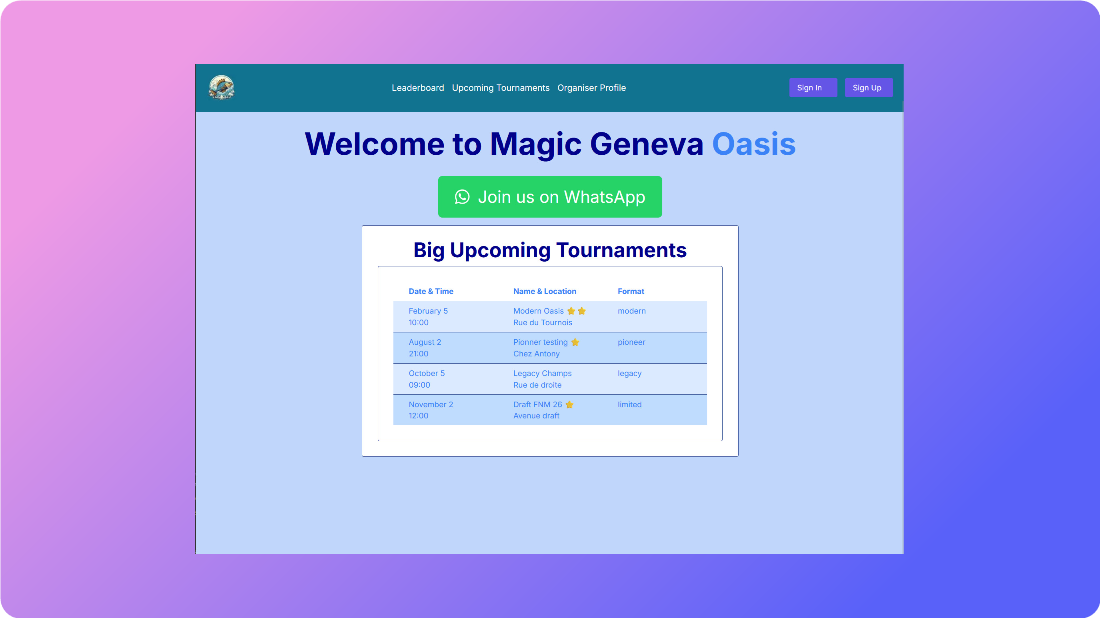 Leaderboard Upcoming Tournaments Organiser Profile Sign In Sign Up
Welcome to Magic Geneva Oasis
Join us on WhatsApp
Big Upcoming Tournaments
Date & Time Name & Location Format
February 5 Modern Oasis modern
10:00 Rue du Tournois
August 2 Pionner testing pioneer
21:00 Chez Antony
October 5 Legacy Champs legacy
09:00 Rue de droite
November 2 Draft FNM 26 limited
12:00 Avenue draft